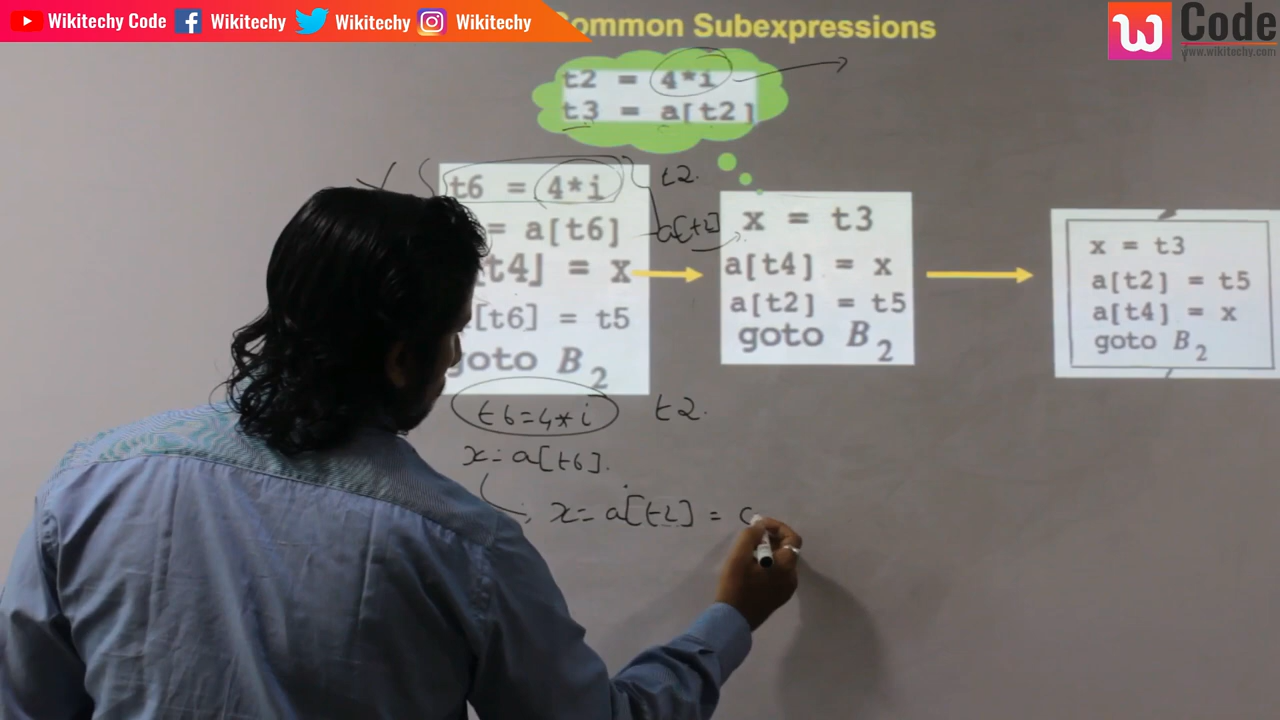 Wikitechy Code Wikitechy Wikitechy Wikitechy
Common Subexpressions
W Code
www.wikitechy.com
t2 = 4*i
t3 = a[t2]
t6 = 4*i
= a[t6]
[t4] = x
[t6] = t5
goto B2
t2.
a[t2]
x = t3
a[t4] = x
a[t2] = t5
goto B2
x = t3
a[t2] = t5
a[t4] = x
goto B2
t6=4*i t2.
x=a[t6].
x=a[t2] = a